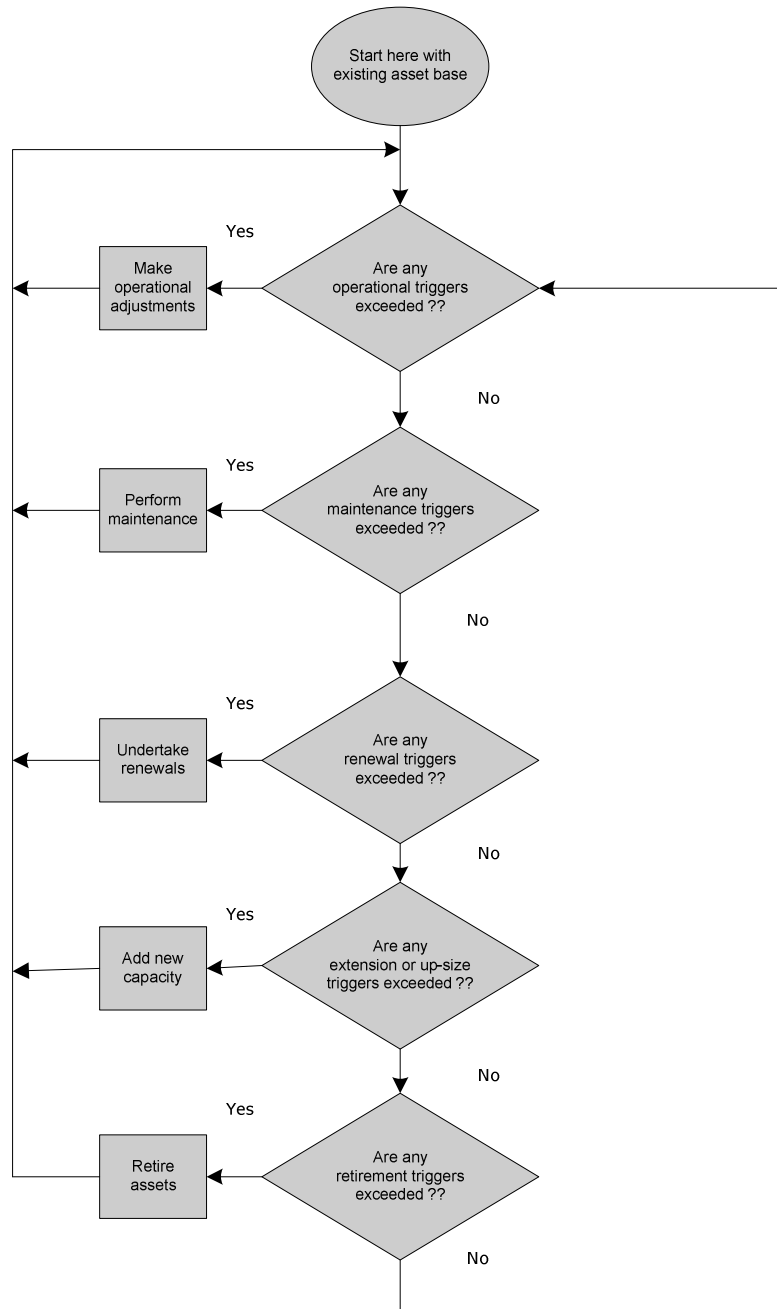 Start here with
existing asset base
Yes
Make
operational
adjustments
Are any
operational triggers
exceeded ??
No
Yes
Perform
maintenance
Are any
maintenance triggers
exceeded ??
No
Yes
Undertake
renewals
Are any
renewal triggers
exceeded ??
No
Yes
Add new
capacity
Are any
extension or up-size
triggers exceeded ??
No
Yes
Retire
assets
Are any
retirement triggers
exceeded ??
No